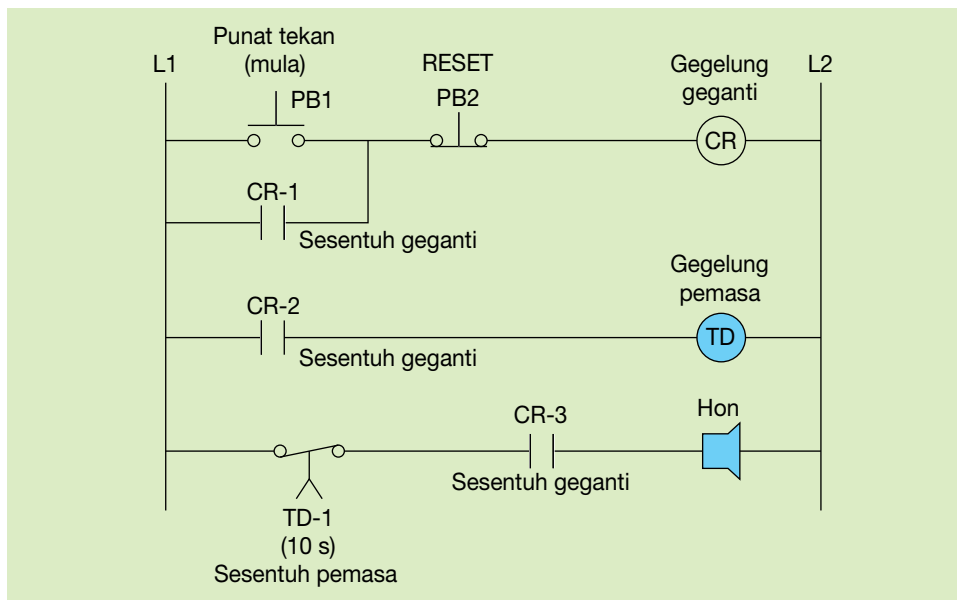 Punat tekan
(mula)
L1
RESET
Gegelung
geganti
L2
PB1
PB2
CR
CR-1
Sesentuh geganti
Gegelung
pemasa
CR-2
TD
Sesentuh geganti
CR-3
Hon
Sesentuh geganti
TD-1
(10 s)
Sesentuh pemasa